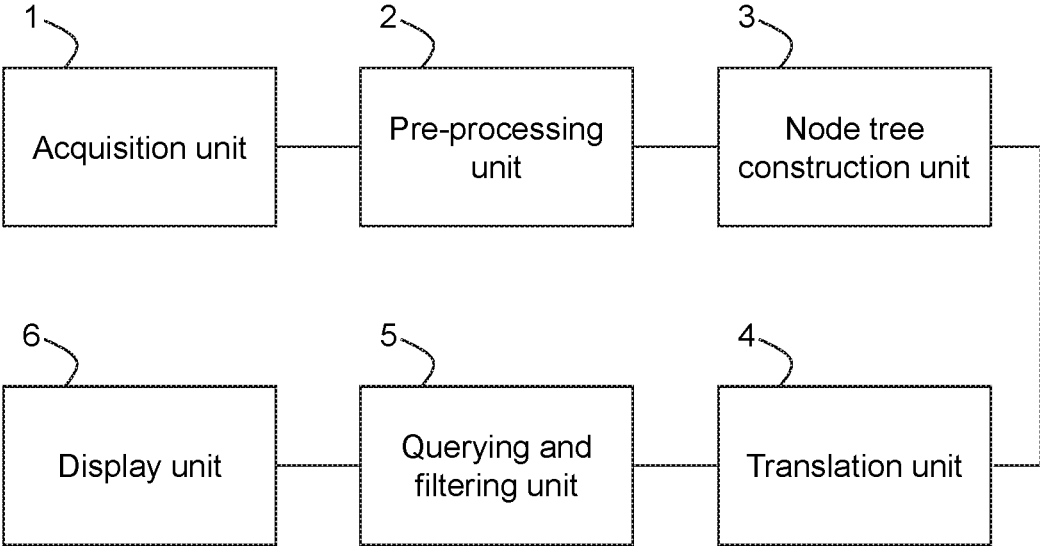 1
2
3
Acquisition unit
Pre-processing
unit
Node tree
construction unit
6
5
4
Display unit
Querying and
filtering unit
Translation unit